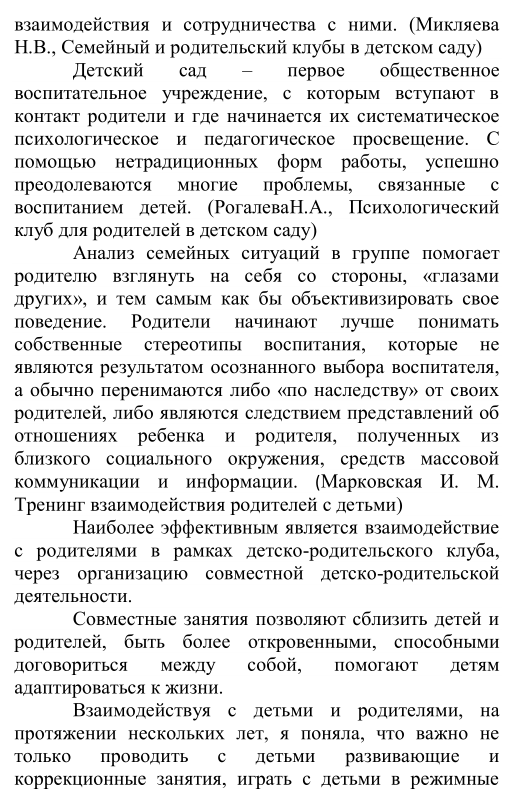 взаимодействия и сотрудничества с ними. (Микляева
Н.В., Семейный и родительский клубы в детском саду)
Детский сад – первое общественное
воспитательное учреждение, с которым вступают в
контакт родители и где начинается их систематическое
психологическое и педагогическое просвещение. С
помощью нетрадиционных форм работы, успешно
преодолеваются многие проблемы, связанные с
воспитанием детей. (РогалеваН.А., Психологический
клуб для родителей в детском саду)
Анализ семейных ситуаций в группе помогает
родителю взглянуть на себя со стороны, «глазами
других», и тем самым как бы объективизировать свое
поведение. Родители начинают лучше понимать
собственные стереотипы воспитания, которые не
являются результатом осознанного выбора воспитателя,
а обычно перенимаются либо «по наследству» от своих
родителей, либо являются следствием представлений об
отношениях ребенка и родителя, полученных из
близкого социального окружения, средств массовой
коммуникации и информации. (Марковская И. М.
Тренинг взаимодействия родителей с детьми)
Наиболее эффективным является взаимодействие
с родителями в рамках детско-родительского клуба,
через организацию совместной детско-родительской
деятельности.
Совместные занятия позволяют сблизить детей и
родителей, быть более откровенными, способными
договориться между собой, помогают детям
адаптироваться к жизни.
Взаимодействуя с детьми и родителями, на
протяжении нескольких лет, я поняла, что важно не
только проводить с детьми развивающие и
коррекционные занятия, играть с детьми в режимные